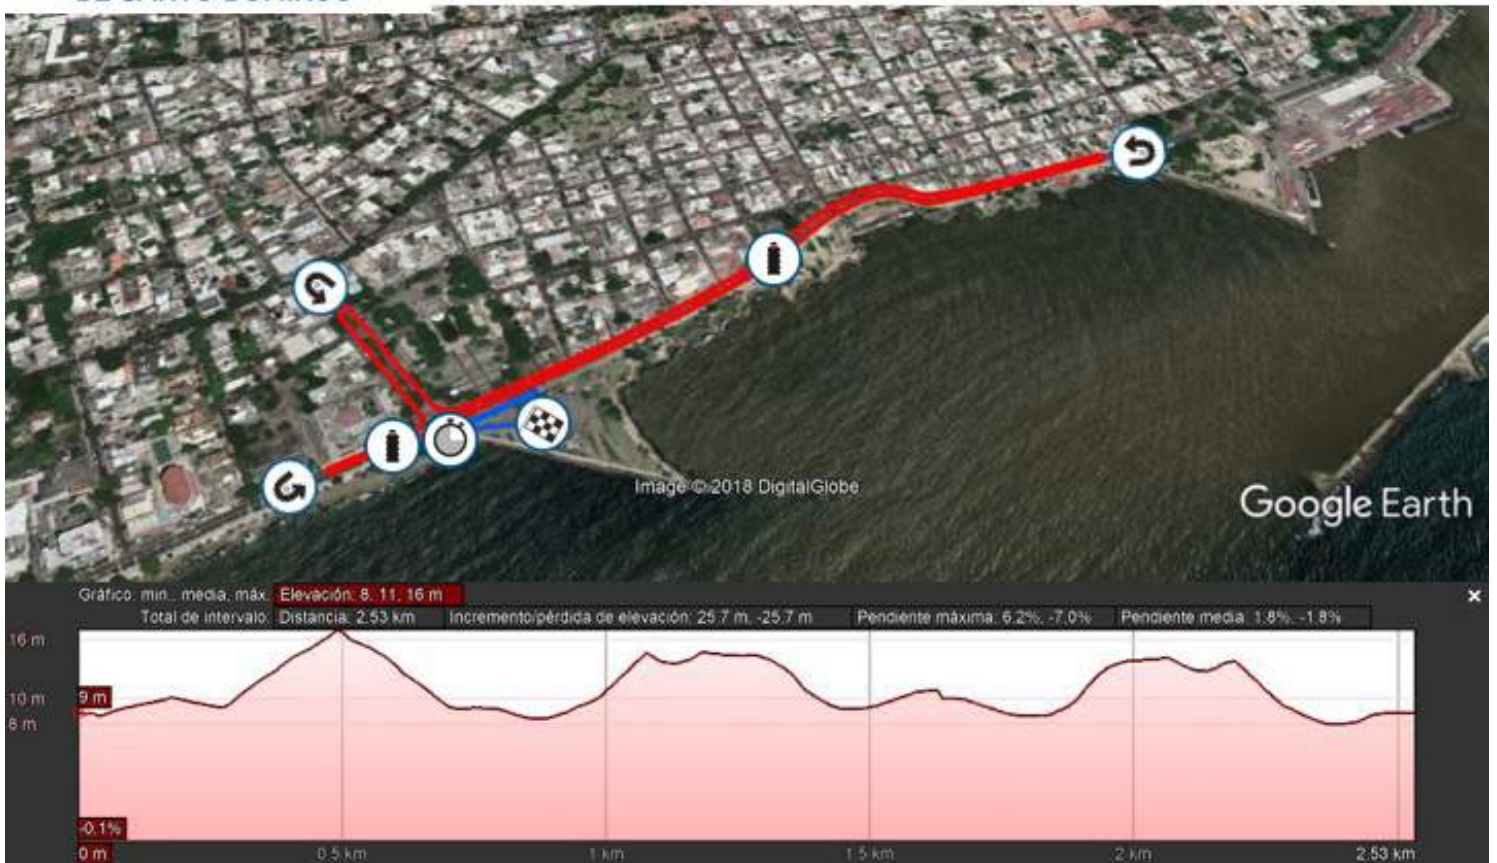 Image © 2018 DigitalGlobe
Google Earth
Gráfico: min., media, máx. Elevación: 8, 11, 16 m
Total de intervalo: Distancia: 2.53 km Incremento/pérdida de elevación: 25.7 m, -25.7 m Pendiente máxima: 6.2%, -7.0% Pendiente media: 1.8%, -1.8%
16 m
10 m
9 m
8 m
-0.1%
0 m 0.5 km 1 km 1.5 km 2 km 2.53 km